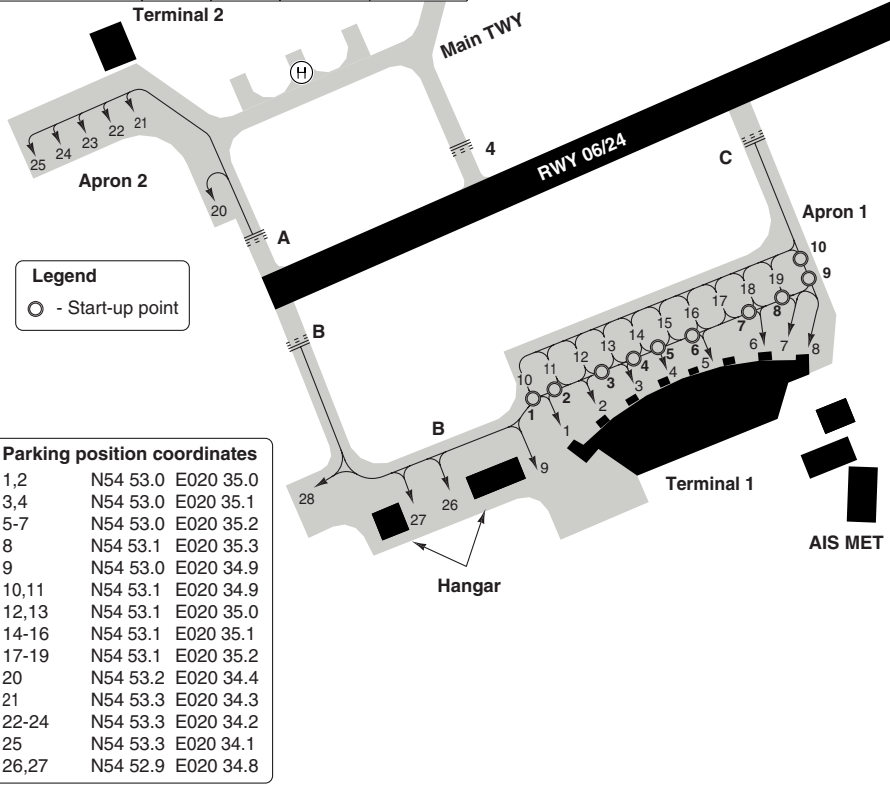 Terminal 2
Main TWY
H
25 24 23 22 21
4
RWY 06/24
C
Apron 2
20
A
Apron 1
Legend
- Start-up point
B
10
9
19
18
17
16
15
14
13
12
11
10
8
7
6
5
4
3
2
1
8
7
6
5
4
3
2
1
9
B
28
27
26
Terminal 1
Hangar
AIS MET
Parking position coordinates
1,2 N54 53.0 E020 35.0
3,4 N54 53.0 E020 35.1
5-7 N54 53.0 E020 35.2
8 N54 53.1 E020 35.3
9 N54 53.0 E020 34.9
10,11 N54 53.1 E020 34.9
12,13 N54 53.1 E020 35.0
14-16 N54 53.1 E020 35.1
17-19 N54 53.1 E020 35.2
20 N54 53.2 E020 34.4
21 N54 53.3 E020 34.3
22-24 N54 53.3 E020 34.2
25 N54 53.3 E020 34.1
26,27 N54 52.9 E020 34.8